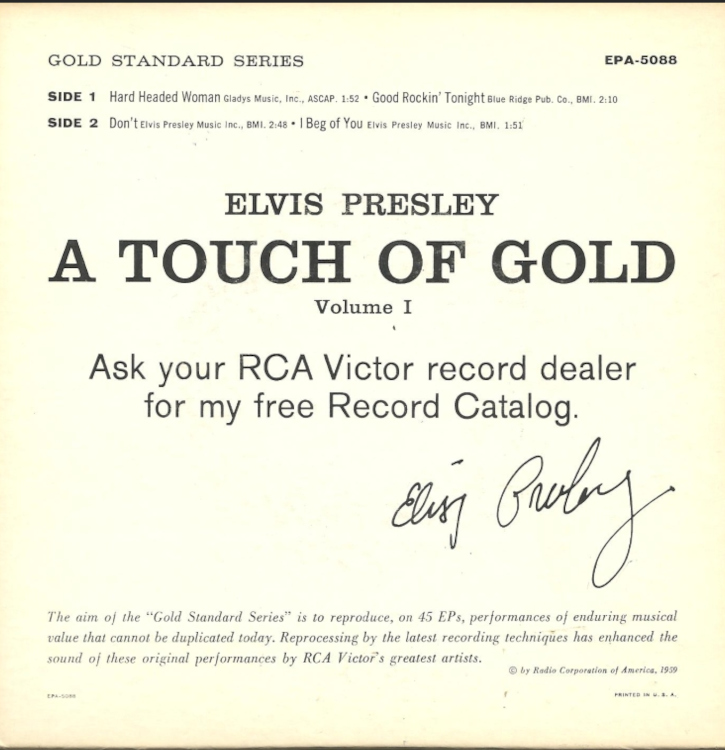 GOLD STANDARD SERIES EPA-5088
SIDE 1 Hard Headed Woman Gladys Music, Inc., ASCAP. 1:52 • Good Rockin' Tonight Blue Ridge Pub. Co., BMI. 2:10
SIDE 2 Don't Elvis Presley Music Inc., BMI. 2:48 • I Beg of You Elvis Presley Music Inc., BMI. 1:51
ELVIS PRESLEY
A TOUCH OF GOLD
Volume I
Ask your RCA Victor record dealer
for my free Record Catalog.
Elvis Presley
The aim of the "Gold Standard Series" is to reproduce, on 45 EPs, performances of enduring musical
value that cannot be duplicated today. Reprocessing by the latest recording techniques has enhanced the
sound of these original performances by RCA Victor's greatest artists.
© by Radio Corporation of America, 1959
EPA-5088 PRINTED IN U. S. A.